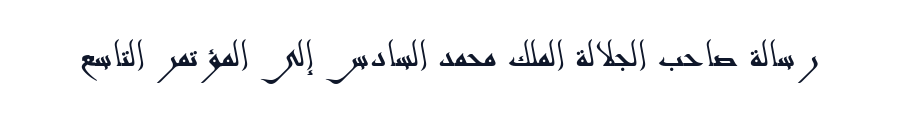 رسالة صاحب الجلالة الملك محمد السادس إلى المؤتمر التاسع